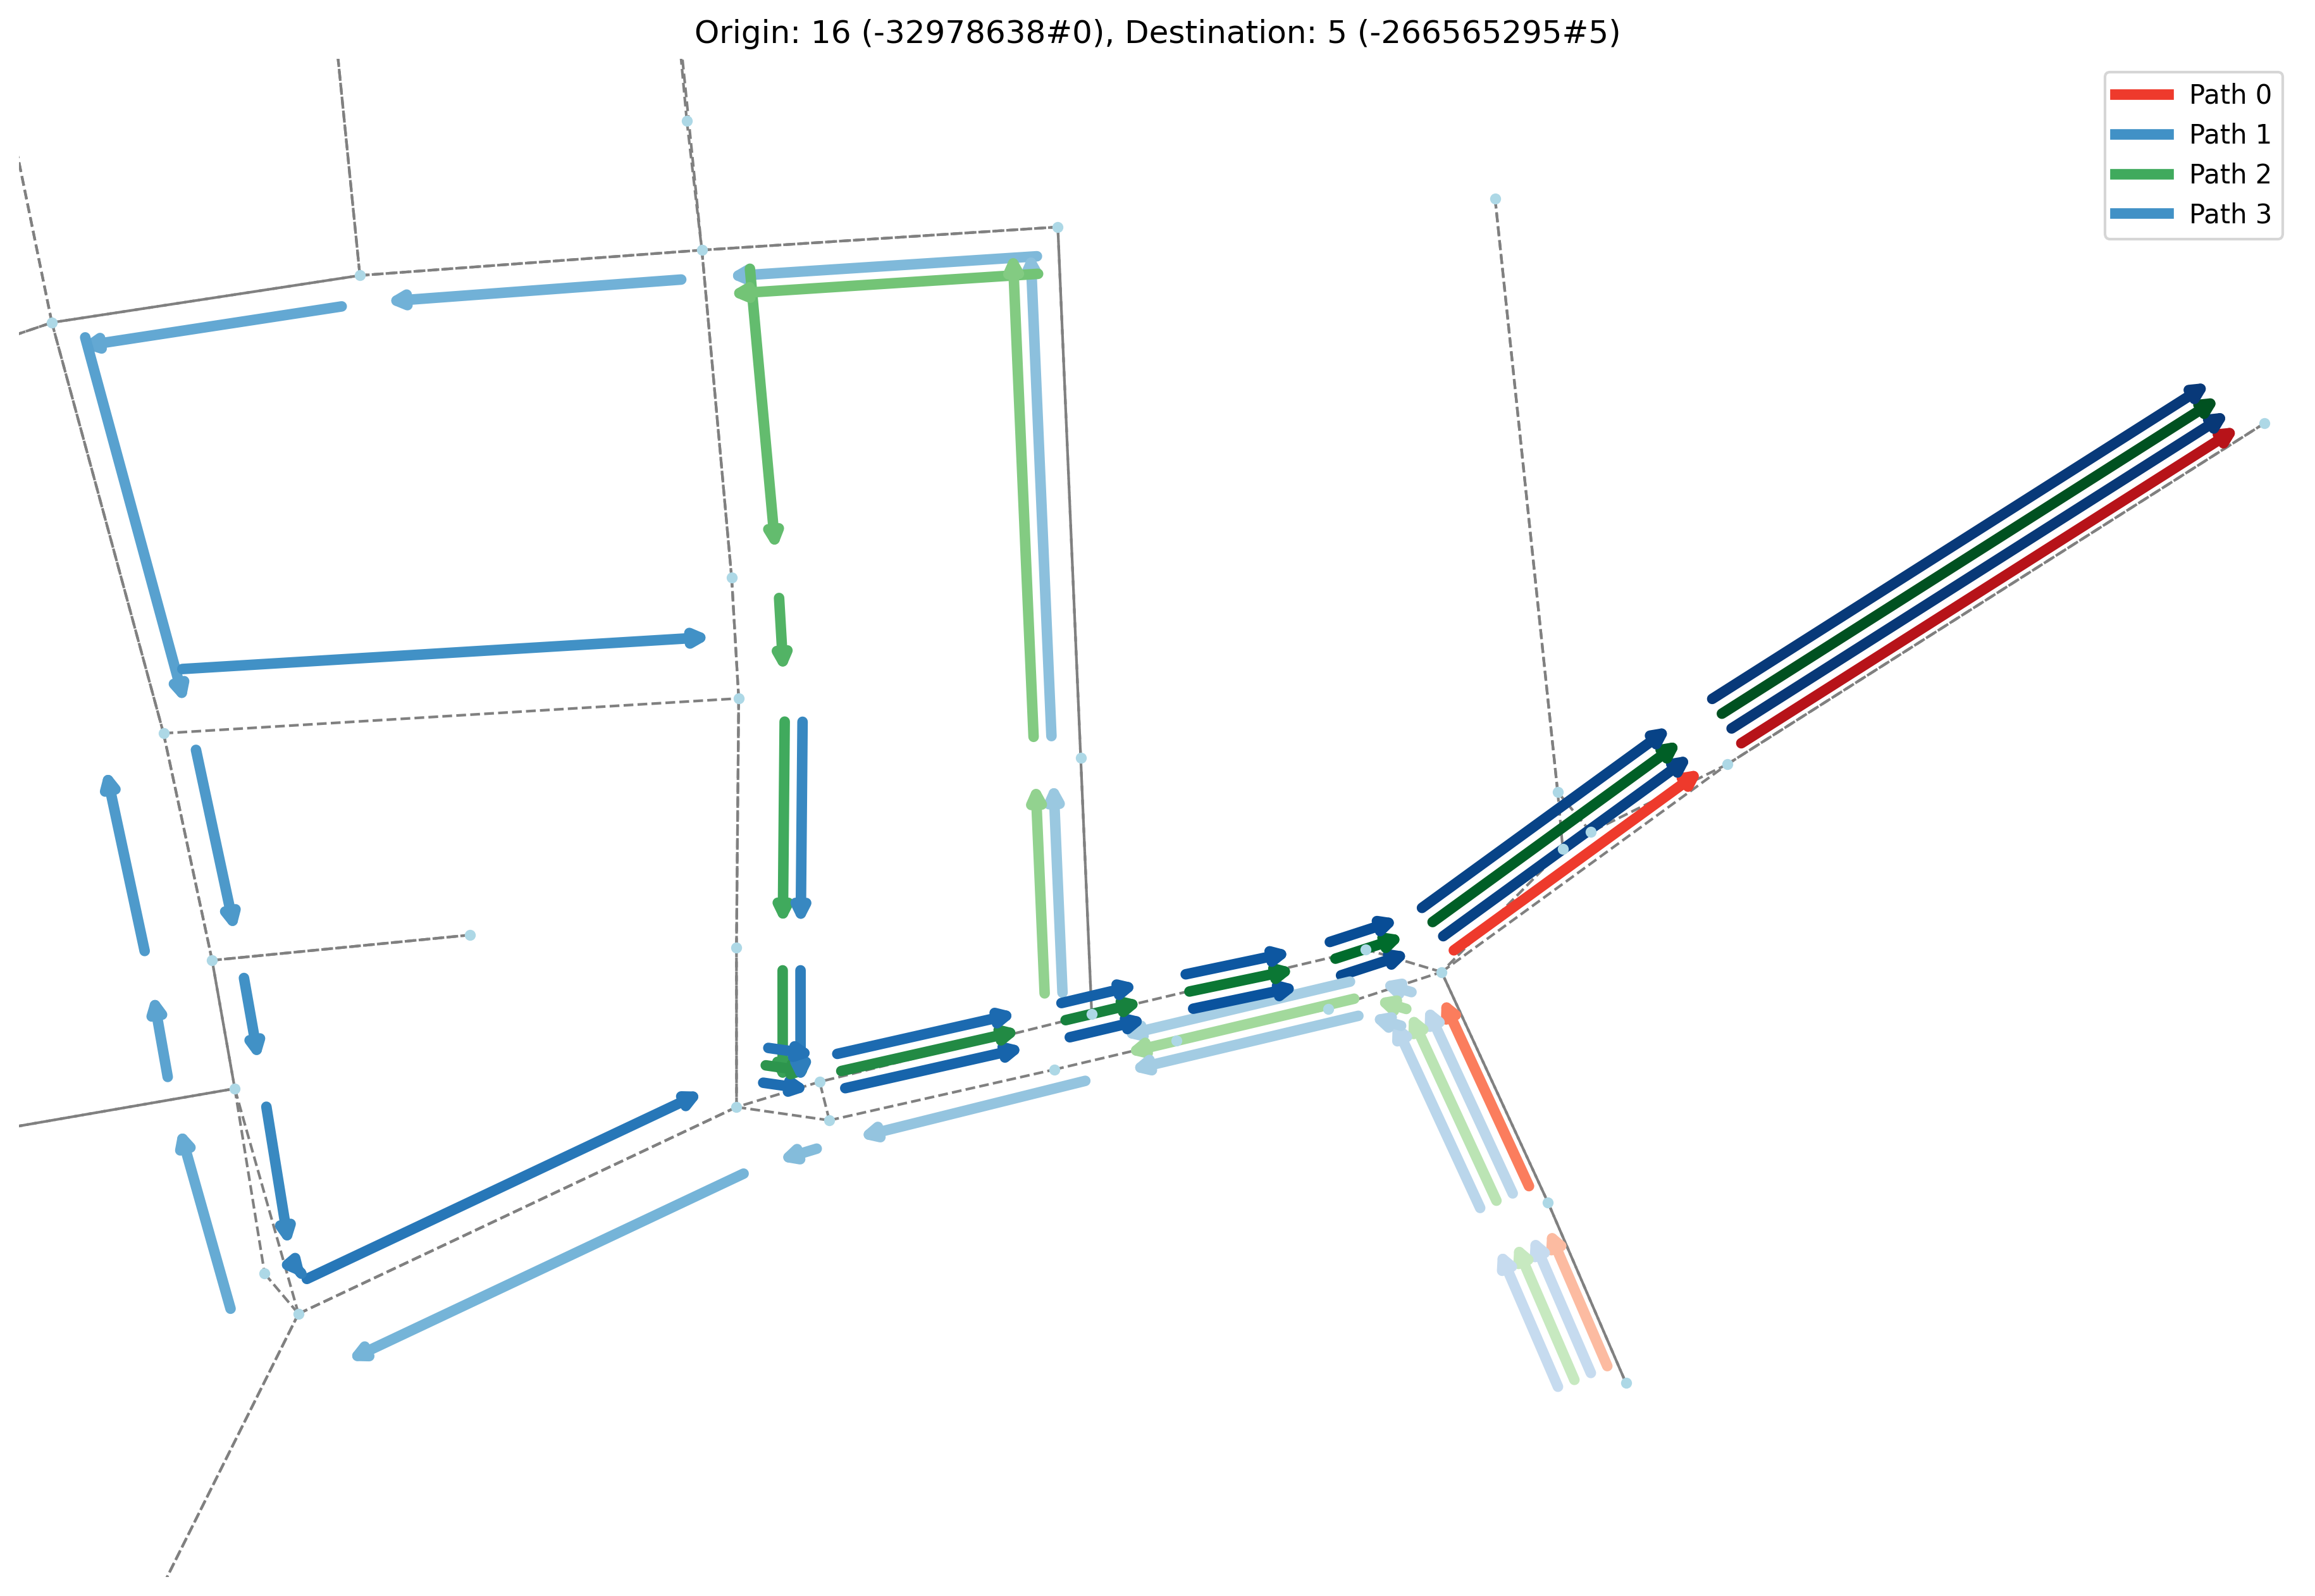 Origin: 16 (-32978638#0), Destination: 5 (-266565295#5)
Path 0
Path 1
Path 2
Path 3